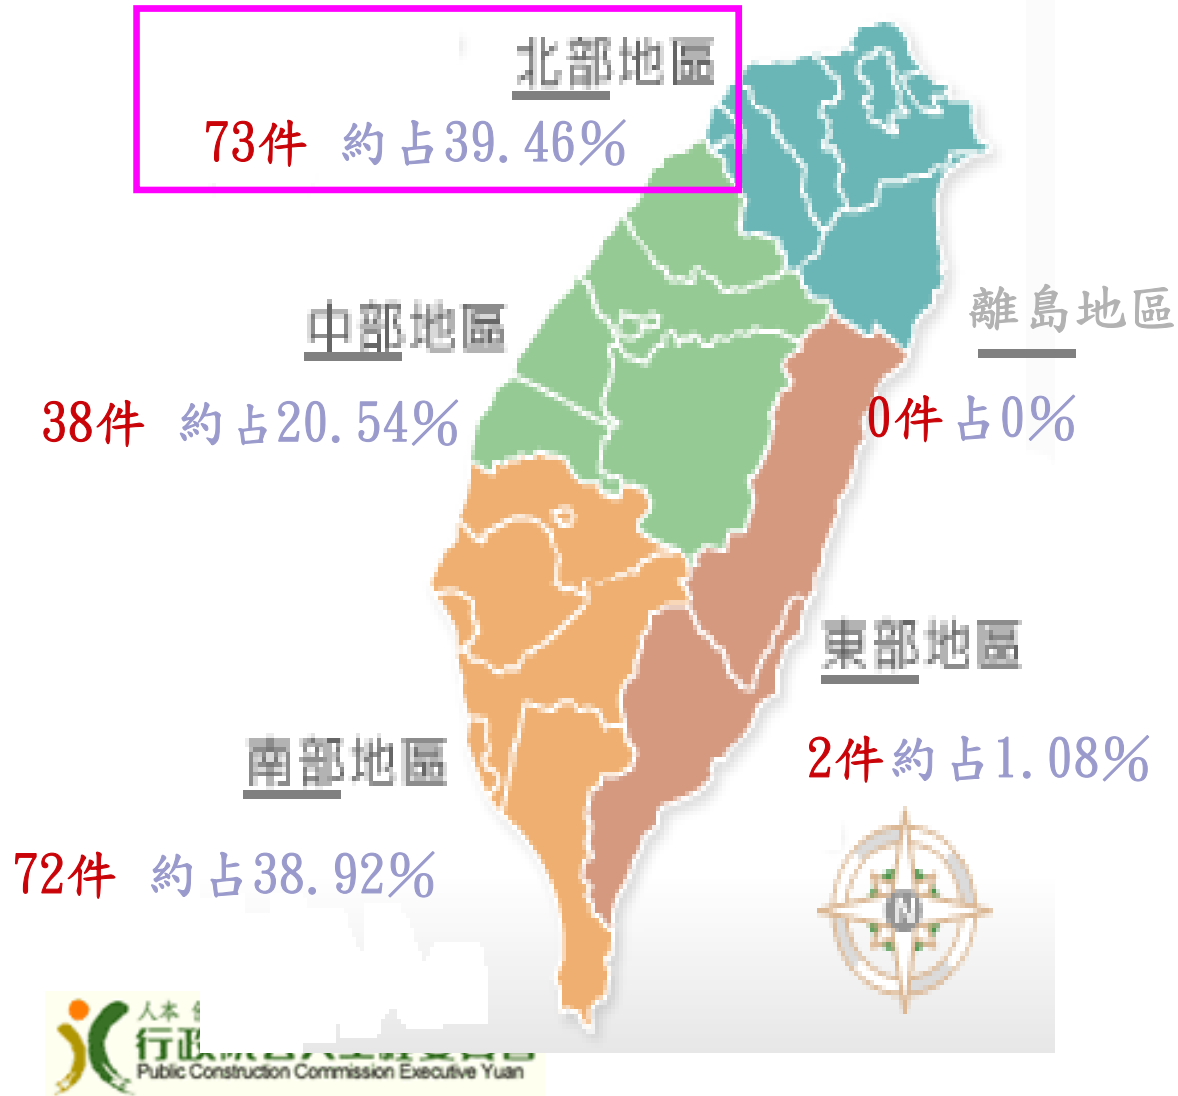 北部地區
73件 約占39.46%
中部地區
38件 約占20.54%
離島地區
0件占0%
東部地區
2件約占1.08%
南部地區
72件 約占38.92%
N
人本
行政院
Public Construction Commission Executive Yuan